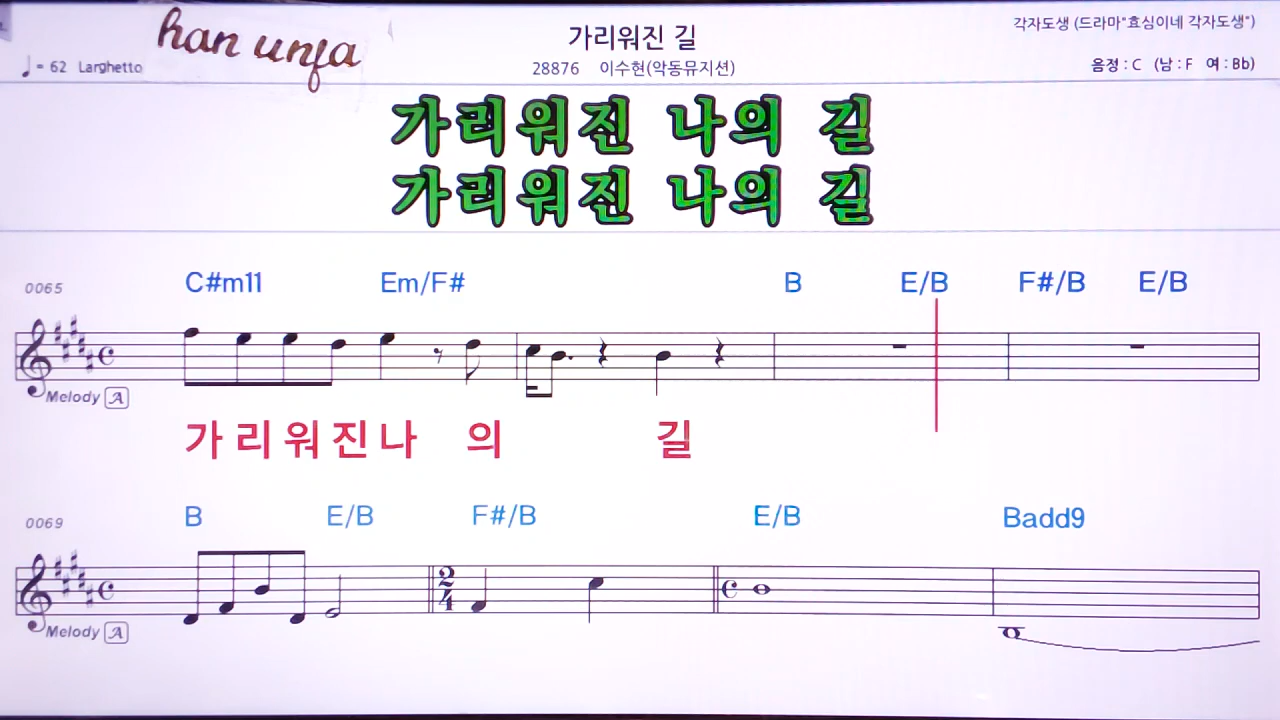 han unfa
가리워진 길
각자도생 (드라마"효심이네 각자도생")
♩= 62 Larghetto
28876 이수현(악동뮤지션)
음정 : C (남 : F 여 : Bb)
가리워진 나의 길
가리워진 나의 길
0065 C#m11 Em/F# B E/B F#/B E/B
Melody A
가 리 워 진 나 의 길
0069 B E/B F#/B E/B Badd9
2
4
Melody A